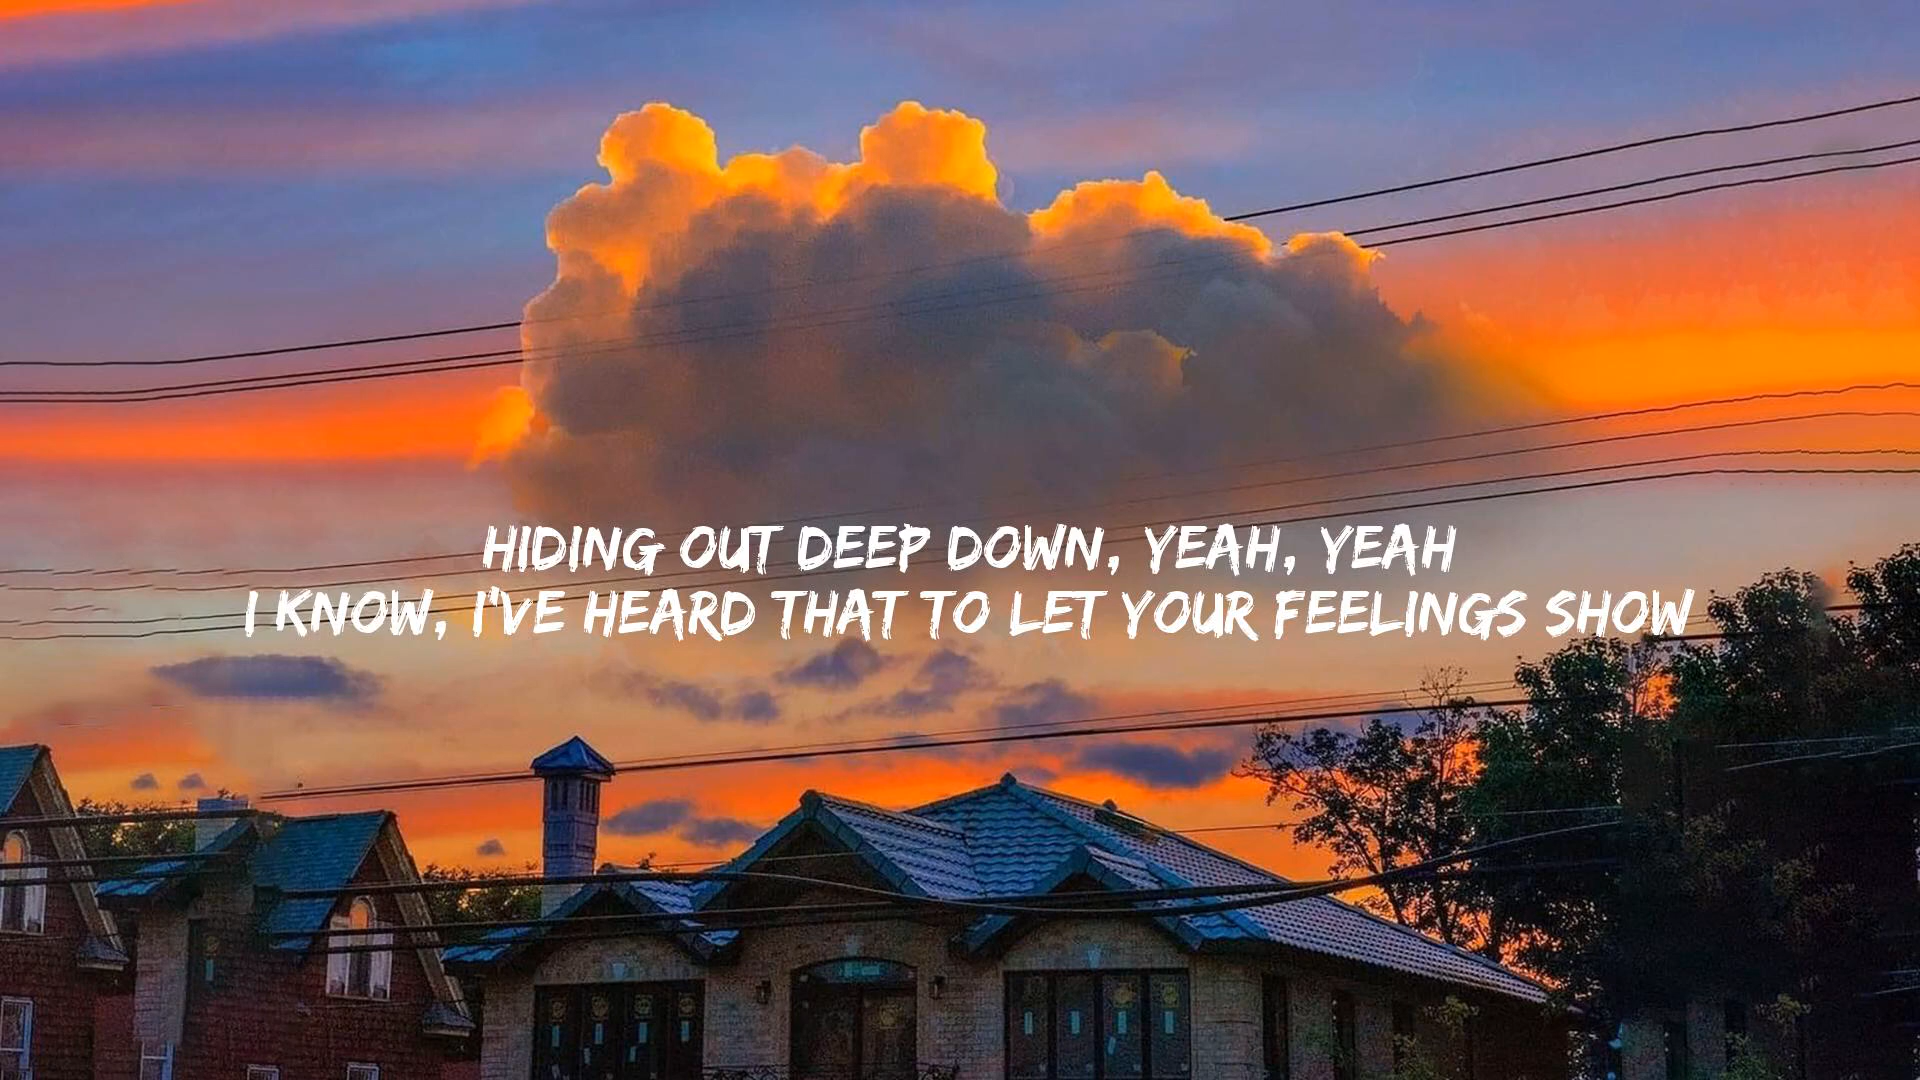 HIDING OUT DEEP DOWN, YEAH, YEAH
I KNOW, I'VE HEARD THAT TO LET YOUR FEELINGS SHOW